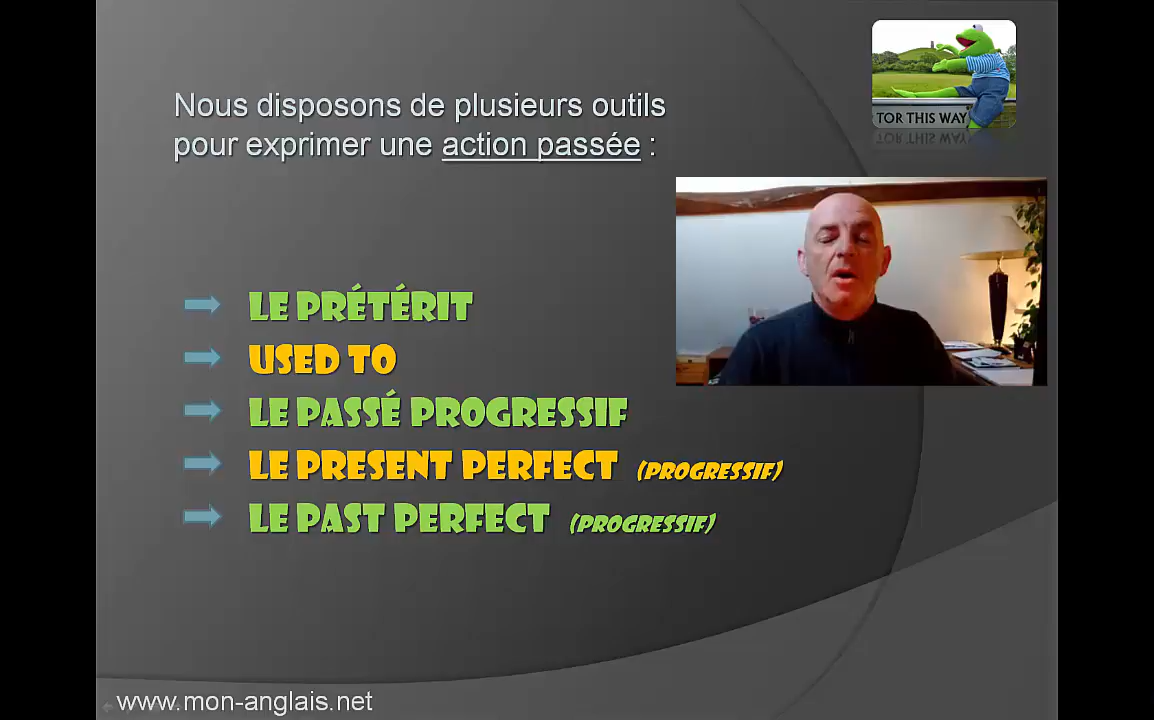 Nous disposons de plusieurs outils
pour exprimer une action passée :
TOR THIS WAY
LE PRÉTÉRIT
USED TO
LE PASSÉ PROGRESSIF
LE PRESENT PERFECT (PROGRESSIF)
LE PAST PERFECT (PROGRESSIF)
www.mon-anglais.net